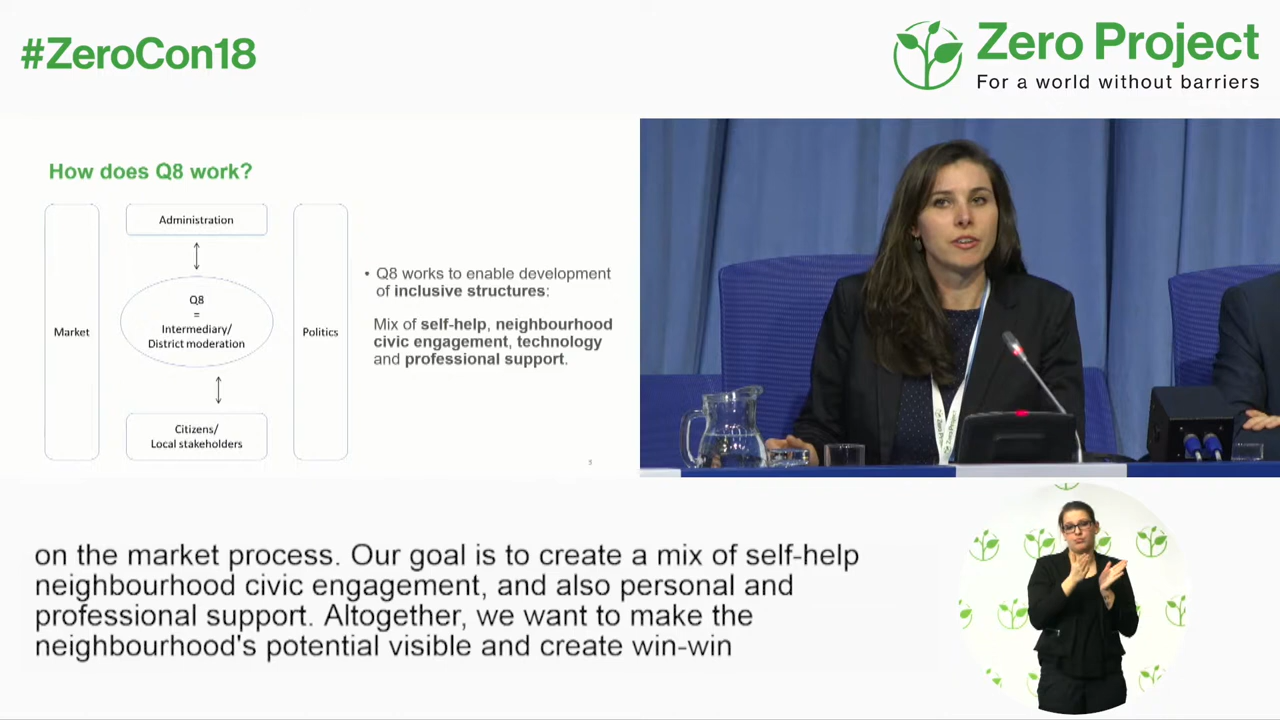 #ZeroCon18
Zero Project
For a world without barriers
How does Q8 work?
Market
Administration
Q8
=
Intermediary/
District moderation
Citizens/
Local stakeholders
Politics
• Q8 works to enable development
of inclusive structures:
Mix of self-help, neighbourhood
civic engagement, technology
and professional support.
on the market process. Our goal is to create a mix of self-help
neighbourhood civic engagement, and also personal and
professional support. Altogether, we want to make the
neighbourhood's potential visible and create win-win